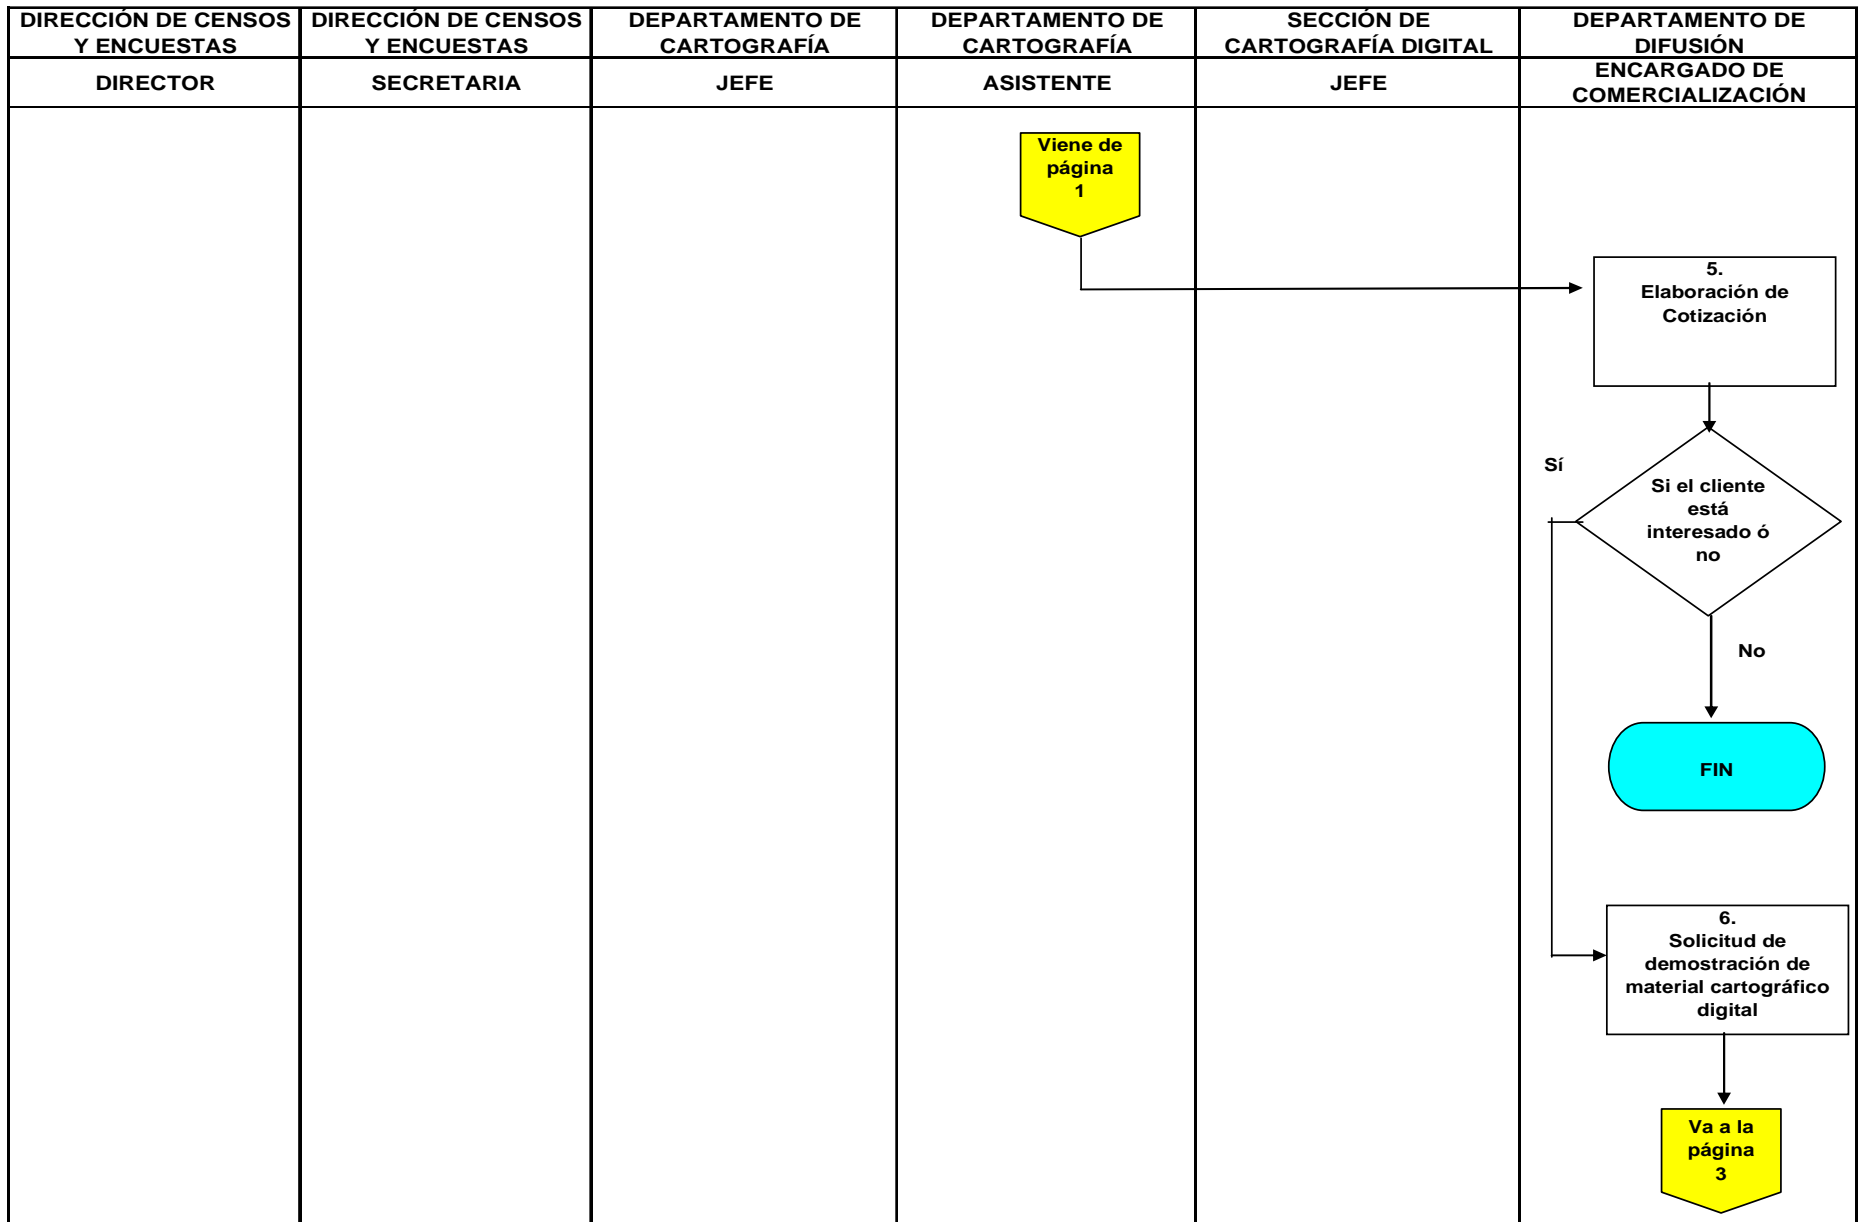 DIRECCIÓN DE CENSOS
Y ENCUESTAS
DIRECCIÓN DE CENSOS
Y ENCUESTAS
DEPARTAMENTO DE
CARTOGRAFÍA
DEPARTAMENTO DE
CARTOGRAFÍA
SECCIÓN DE
CARTOGRAFÍA DIGITAL
DEPARTAMENTO DE
DIFUSIÓN
DIRECTOR
SECRETARIA
JEFE
ASISTENTE
JEFE
ENCARGADO DE
COMERCIALIZACIÓN
Viene de
página
1
5.
Elaboración de
Cotización
Sí
Si el cliente
está
interesado ó
no
No
FIN
6.
Solicitud de
demostración de
material cartográfico
digital
Va a la
página
3